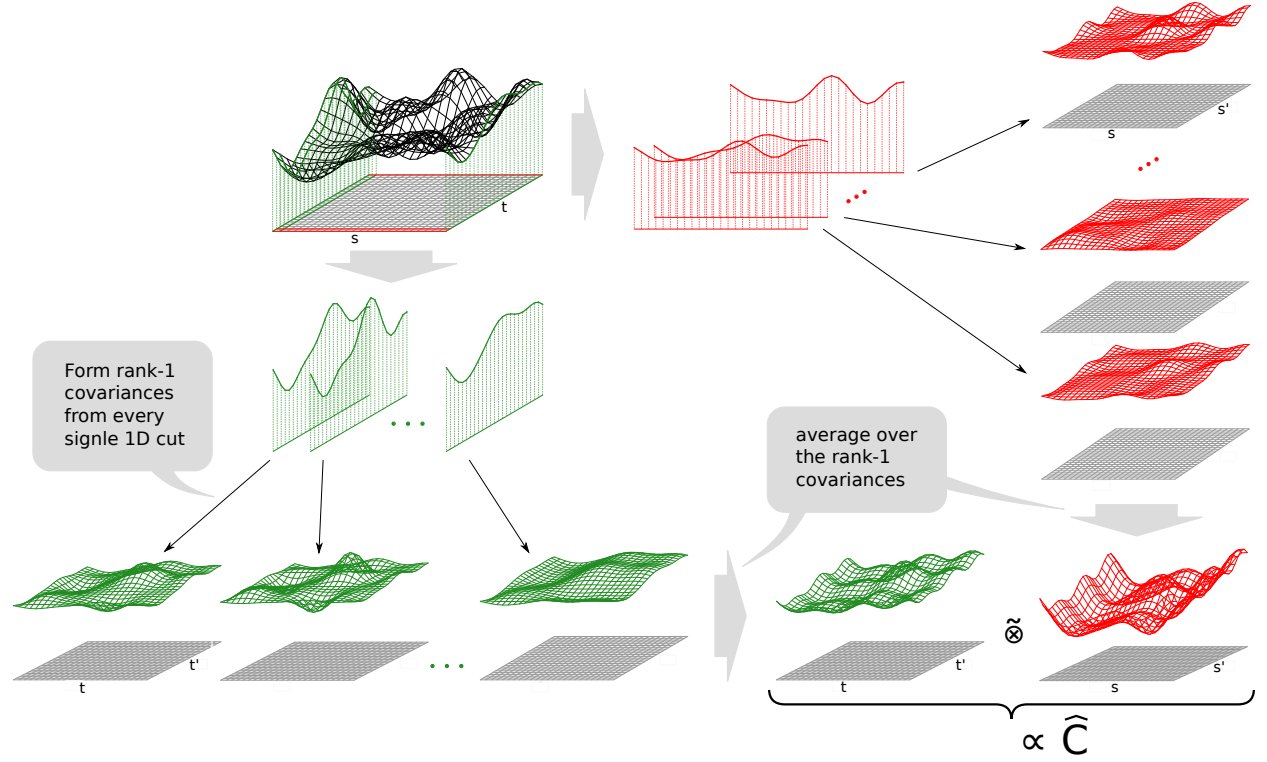 s'
s
t
s
Form rank-1
covariances
from every
signle 1D cut
average over
the rank-1
covariances
t'
t
⊗̃
t'
t
s'
s
∝ Ĉ